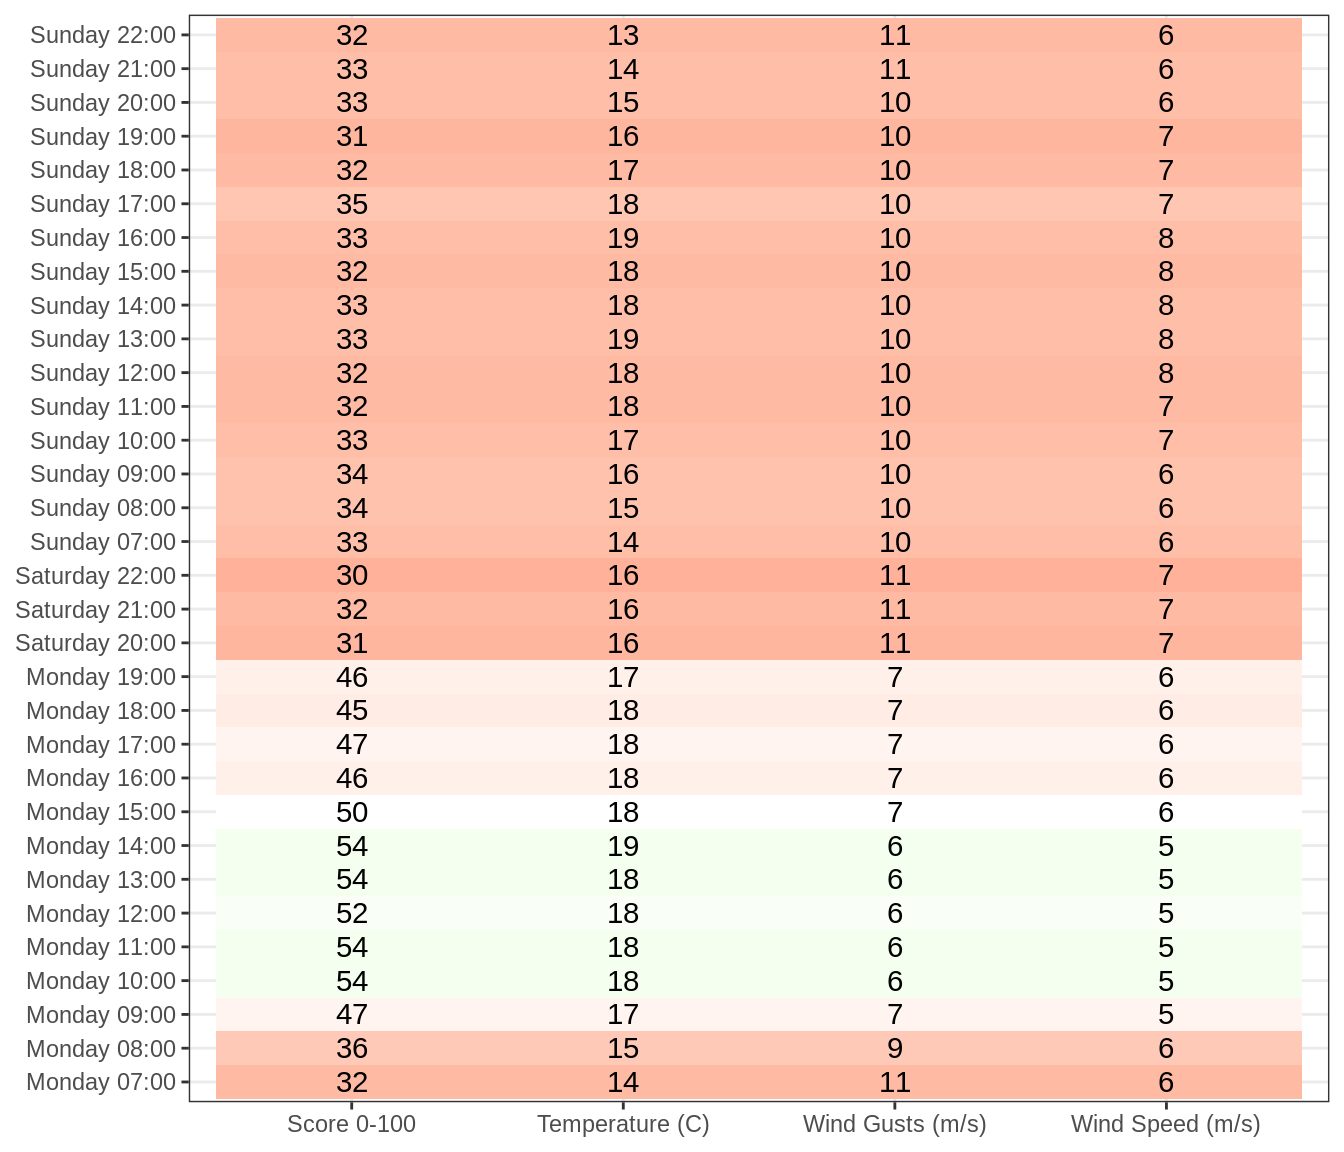 Sunday 22:00 32 13 11 6
Sunday 21:00 33 14 11 6
Sunday 20:00 33 15 10 6
Sunday 19:00 31 16 10 7
Sunday 18:00 32 17 10 7
Sunday 17:00 35 18 10 7
Sunday 16:00 33 19 10 8
Sunday 15:00 32 18 10 8
Sunday 14:00 33 18 10 8
Sunday 13:00 33 19 10 8
Sunday 12:00 32 18 10 8
Sunday 11:00 32 18 10 7
Sunday 10:00 33 17 10 7
Sunday 09:00 34 16 10 6
Sunday 08:00 34 15 10 6
Sunday 07:00 33 14 10 6
Saturday 22:00 30 16 11 7
Saturday 21:00 32 16 11 7
Saturday 20:00 31 16 11 7
Monday 19:00 46 17 7 6
Monday 18:00 45 18 7 6
Monday 17:00 47 18 7 6
Monday 16:00 46 18 7 6
Monday 15:00 50 18 7 6
Monday 14:00 54 19 6 5
Monday 13:00 54 18 6 5
Monday 12:00 52 18 6 5
Monday 11:00 54 18 6 5
Monday 10:00 54 18 6 5
Monday 09:00 47 17 7 5
Monday 08:00 36 15 9 6
Monday 07:00 32 14 11 6
Score 0-100 Temperature (C) Wind Gusts (m/s) Wind Speed (m/s)